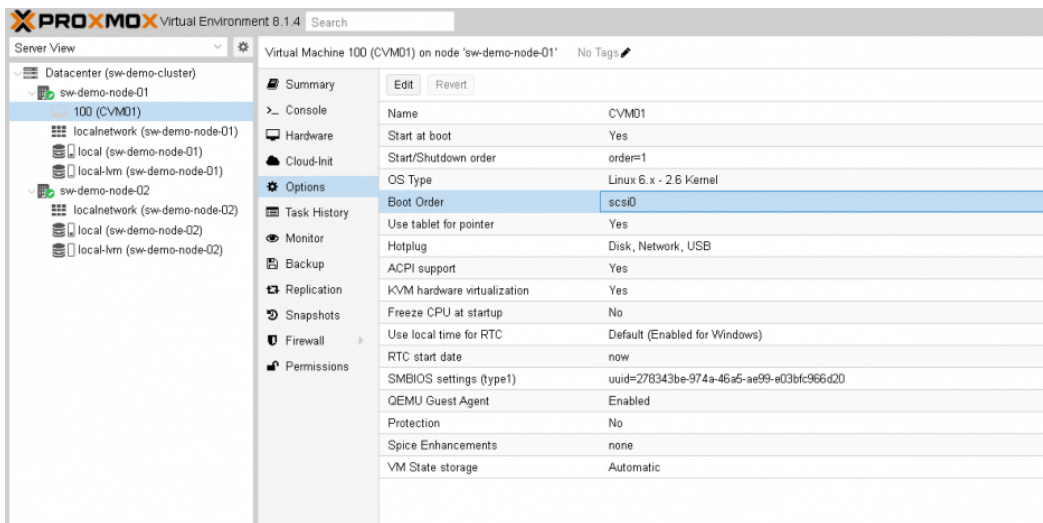 PROXMOX Virtual Environment 8.1.4 Search
Server View
Datacenter (sw-demo-cluster)
sw-demo-node-01
100 (CVM01)
localnetwork (sw-demo-node-01)
local (sw-demo-node-01)
local-lvm (sw-demo-node-01)
sw-demo-node-02
localnetwork (sw-demo-node-02)
local (sw-demo-node-02)
local-lvm (sw-demo-node-02)
Virtual Machine 100 (CVM01) on node 'sw-demo-node-01' No Tags
Summary
Console
Hardware
Cloud-Init
Options
Task History
Monitor
Backup
Replication
Snapshots
Firewall
Permissions
Edit Revert
Name CVM01
Start at boot Yes
Start/Shutdown order order=1
OS Type Linux 6.x - 2.6 Kernel
Boot Order scsi0
Use tablet for pointer Yes
Hotplug Disk, Network, USB
ACPI support Yes
KVM hardware virtualization Yes
Freeze CPU at startup No
Use local time for RTC Default (Enabled for Windows)
RTC start date now
SMBIOS settings (type1) uuid=278343be-974a-46a5-ae99-e03bfc966d20
QEMU Guest Agent Enabled
Protection No
Spice Enhancements none
VM State storage Automatic